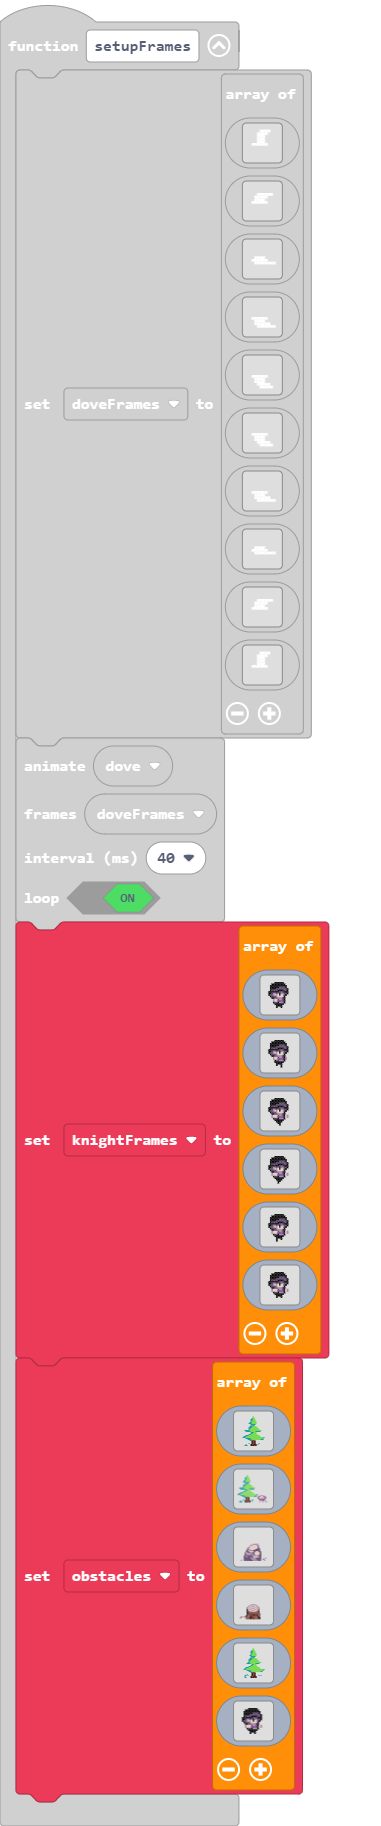 function setupFrames
array of
set doveFrames to
animate dove
frames doveFrames
interval (ms) 40
loop ON
array of
set knightFrames to
array of
set obstacles to